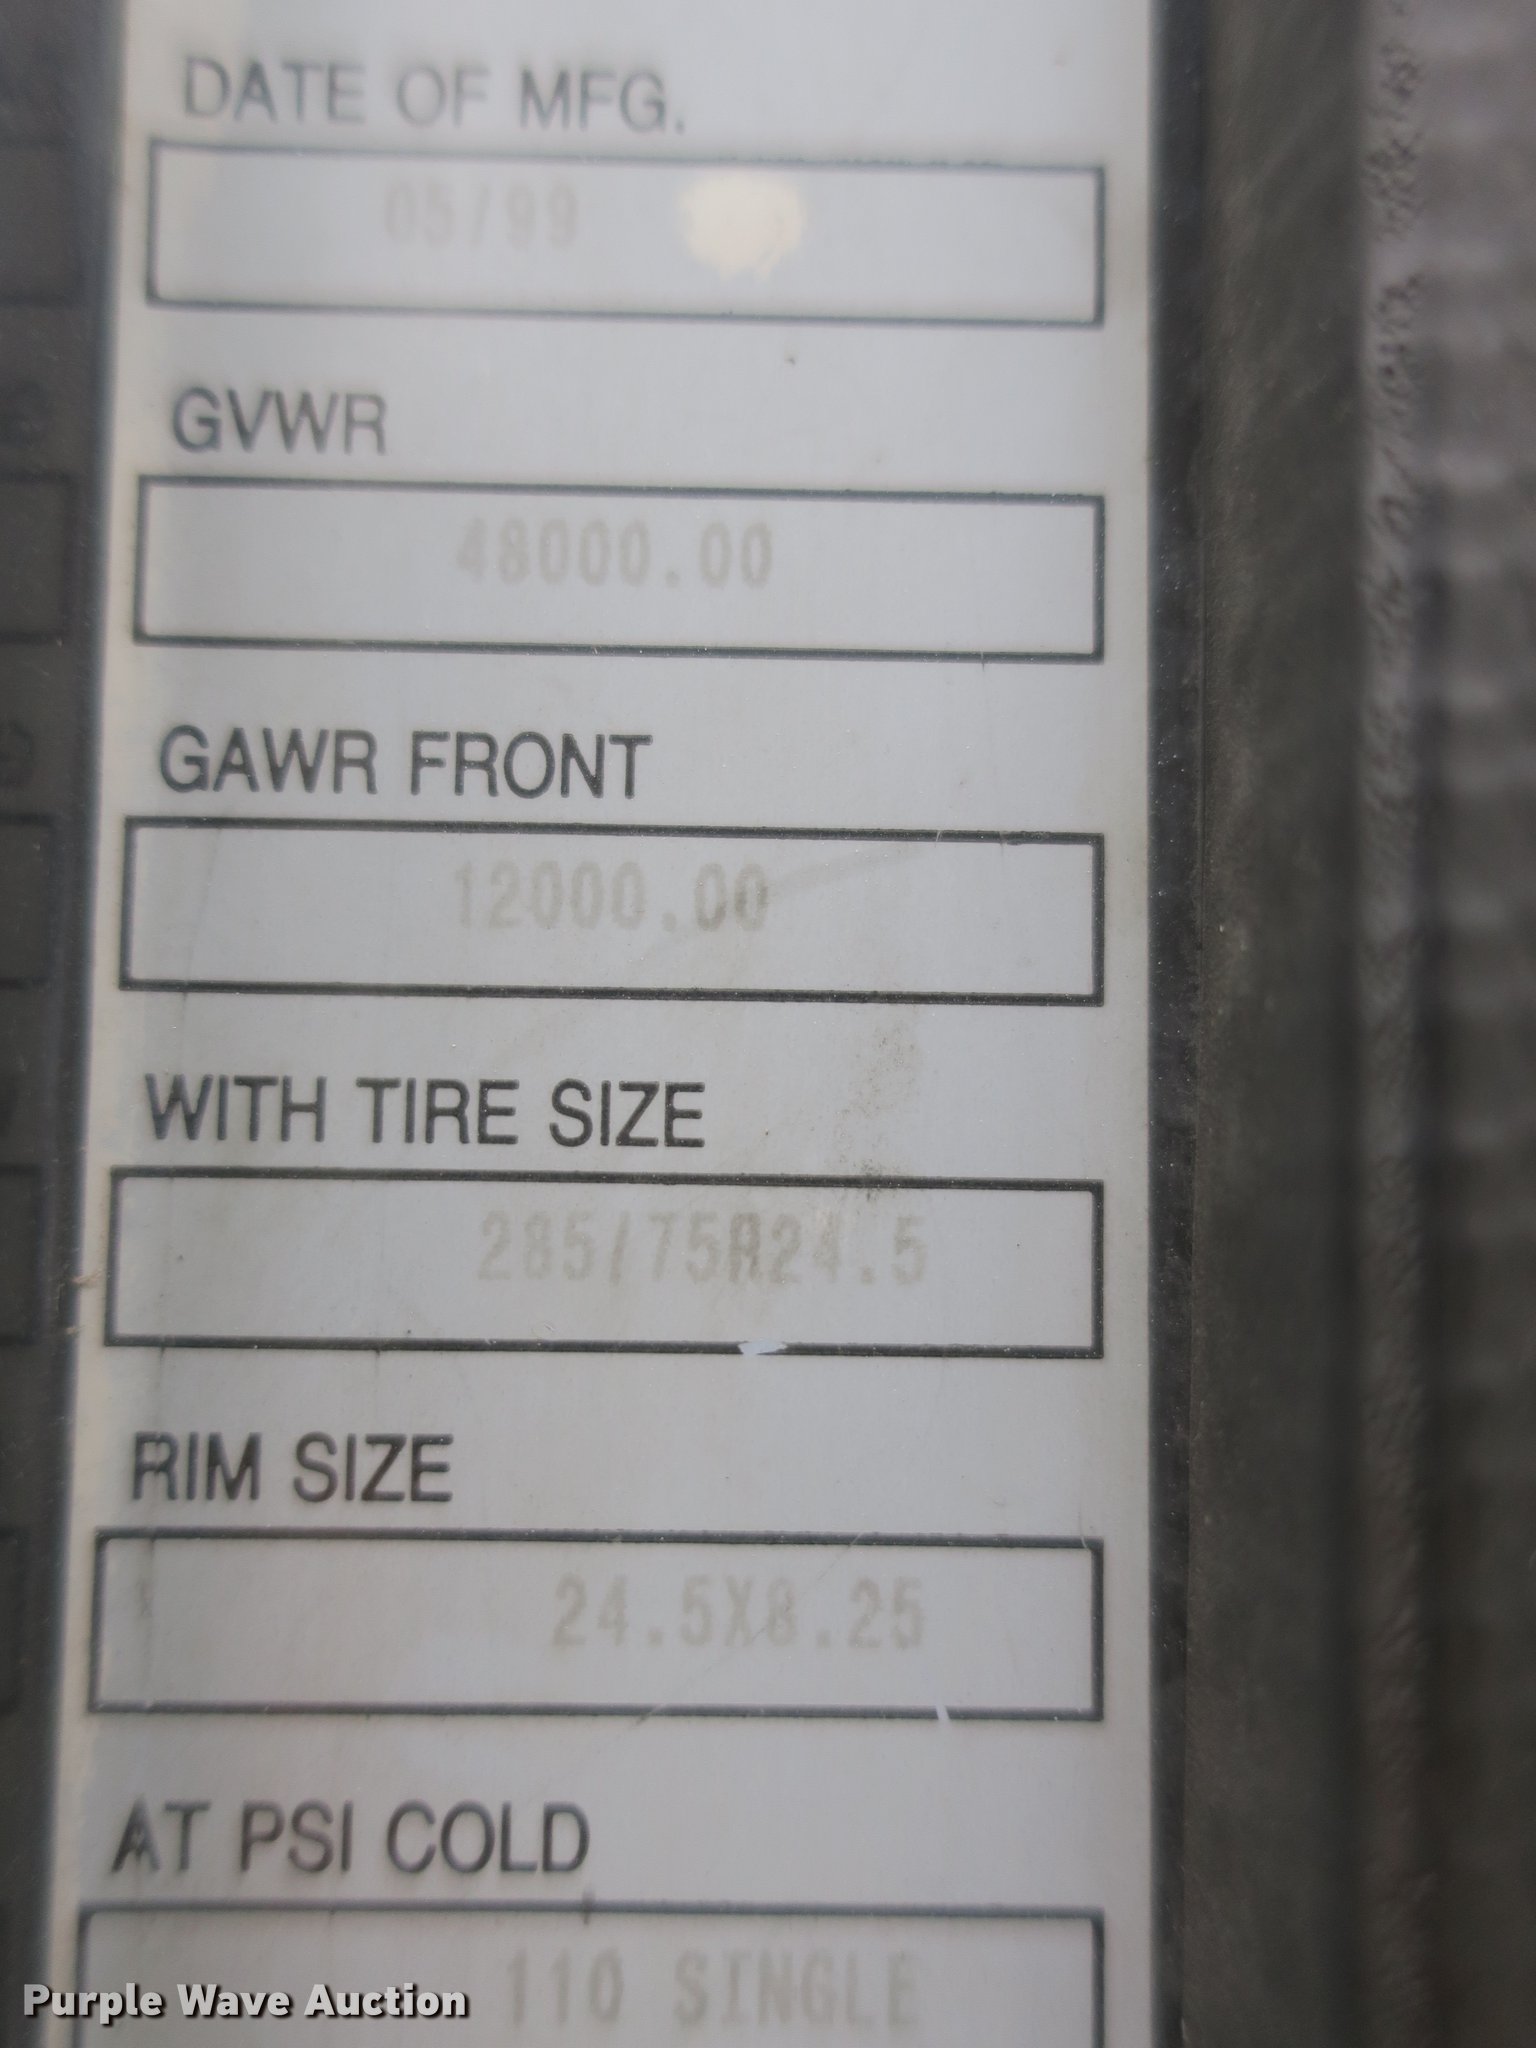 DATE OF MFG.
05/99
GVWR
48000.00
GAWR FRONT
12000.00
WITH TIRE SIZE
285/75R24.5
RIM SIZE
24.5X8.25
AT PSI COLD
110 SINGLE
Purple Wave Auction